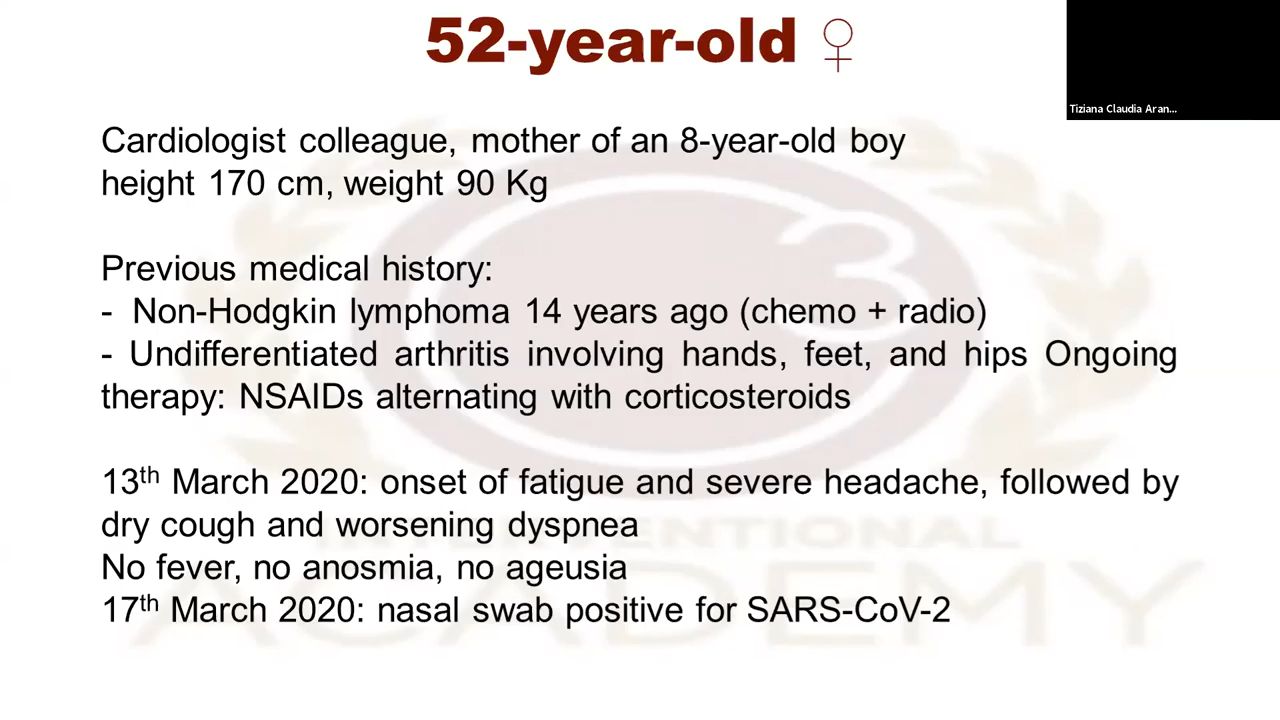 52-year-old ♀
Tiziana Claudia Aran...
Cardiologist colleague, mother of an 8-year-old boy
height 170 cm, weight 90 Kg
Previous medical history:
- Non-Hodgkin lymphoma 14 years ago (chemo + radio)
- Undifferentiated arthritis involving hands, feet, and hips Ongoing
therapy: NSAIDs alternating with corticosteroids
13th March 2020: onset of fatigue and severe headache, followed by
dry cough and worsening dyspnea
No fever, no anosmia, no ageusia
17th March 2020: nasal swab positive for SARS-CoV-2
3
INTERVENTIONAL
ACADEMY